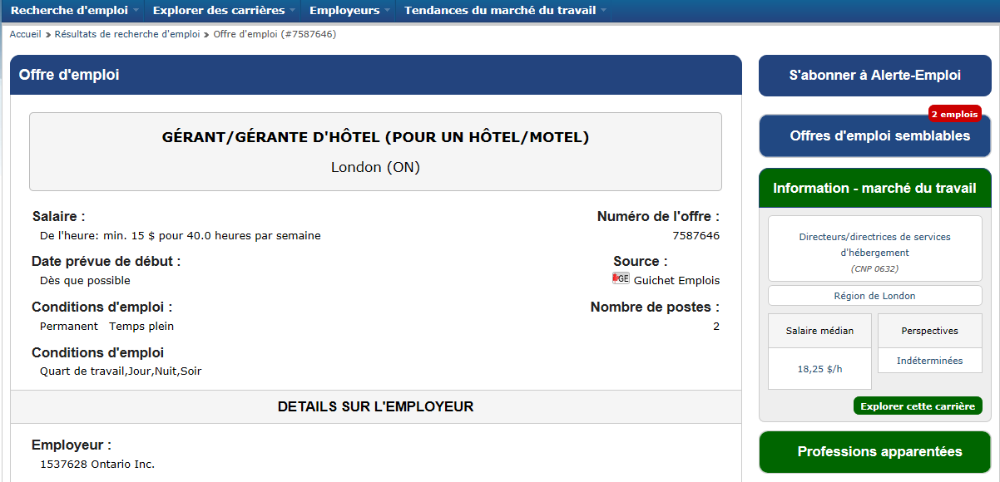 Recherche d'emploi Explorer des carrières Employeurs Tendances du marché du travail
Accueil » Résultats de recherche d'emploi » Offre d'emploi (#7587646)
Offre d'emploi
GÉRANT/GÉRANTE D'HÔTEL (POUR UN HÔTEL/MOTEL)
London (ON)
Salaire :
De l'heure: min. 15 $ pour 40.0 heures par semaine
Numéro de l'offre :
7587646
Date prévue de début :
Dès que possible
Source :
GE Guichet Emplois
Conditions d'emploi :
Permanent Temps plein
Nombre de postes :
2
Conditions d'emploi
Quart de travail,Jour,Nuit,Soir
DETAILS SUR L'EMPLOYEUR
Employeur :
1537628 Ontario Inc.
S'abonner à Alerte-Emploi
2 emplois
Offres d'emploi semblables
Information - marché du travail
Directeurs/directrices de services
d'hébergement
(CNP 0632)
Région de London
Salaire médian
18,25 $/h
Perspectives
Indéterminées
Explorer cette carrière
Professions apparentées